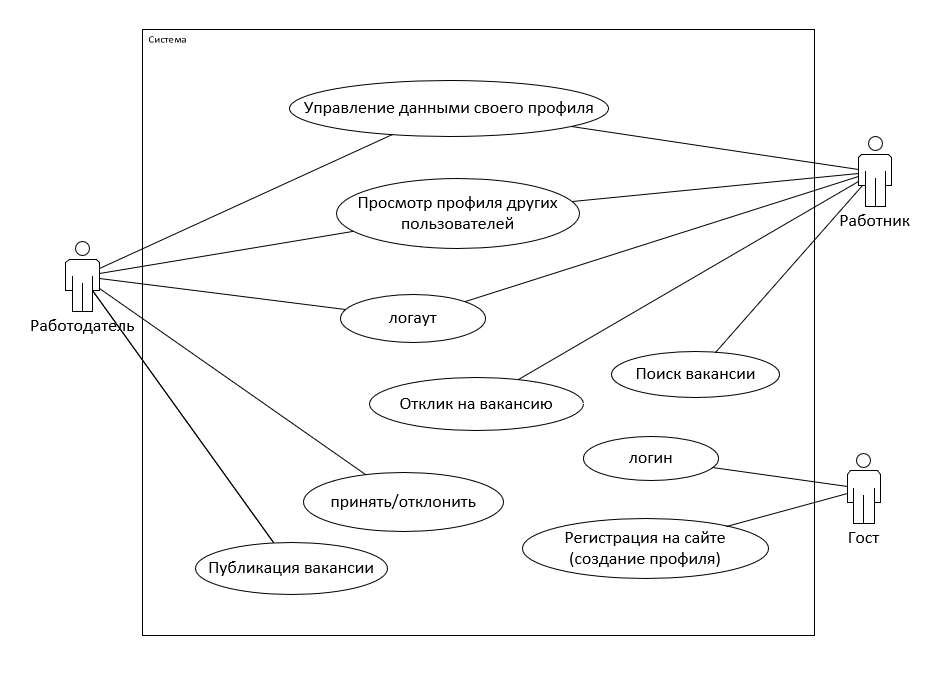 Система
Управление данными своего профиля
Работник
Просмотр профиля других
пользователей
Работодатель
логаут
Поиск вакансии
Отклик на вакансию
логин
принять/отклонить
Регистрация на сайте
(создание профиля)
Гост
Публикация вакансии